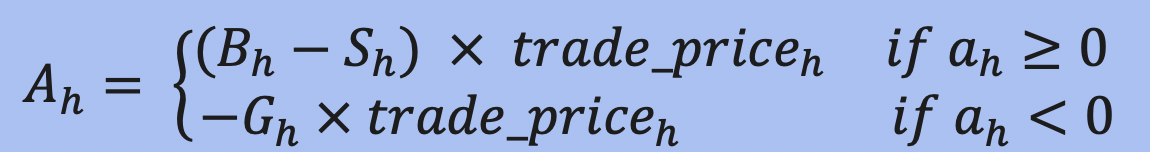 A_h = {(B_h − S_h) × trade_price_h if a_h ≥ 0
−G_h × trade_price_h if a_h < 0